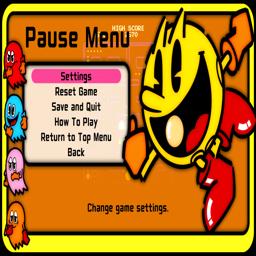 Pause Menu
HIGH SCORE
570
Settings
Reset Game
Save and Quit
How To Play
Return to Top Menu
Back
Change game settings.